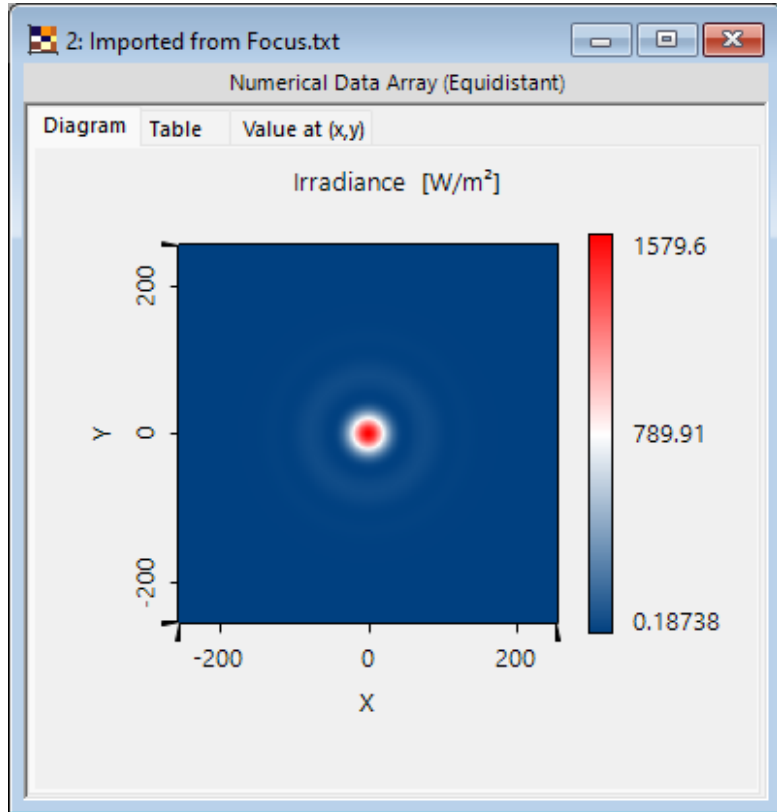 2: Imported from Focus.txt
Numerical Data Array (Equidistant)
Diagram Table Value at (x,y)
Irradiance [W/m²]
1579.6
789.91
0.18738
200
0
-200
Y
-200 0 200
X